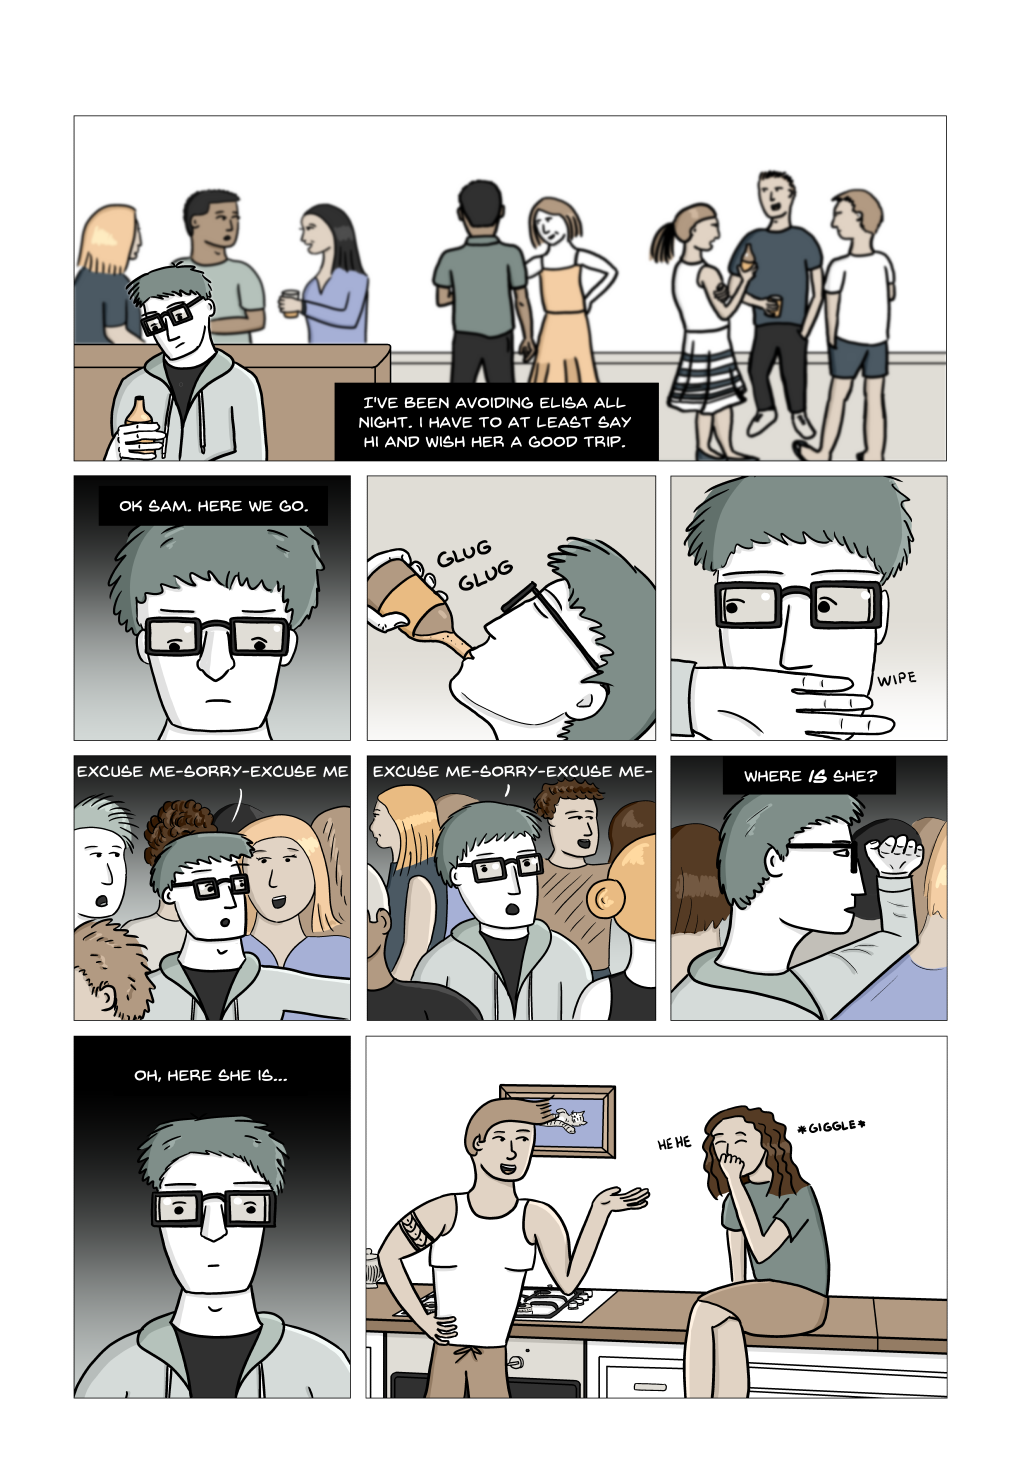 I'VE BEEN AVOIDING ELISA ALL
NIGHT. I HAVE TO AT LEAST SAY
HI AND WISH HER A GOOD TRIP.
OK SAM. HERE WE GO.
GLUG
GLUG
WIPE
EXCUSE ME-SORRY-EXCUSE ME
EXCUSE ME-SORRY-EXCUSE ME-
WHERE IS SHE?
OH, HERE SHE IS...
HE HE
*GIGGLE*